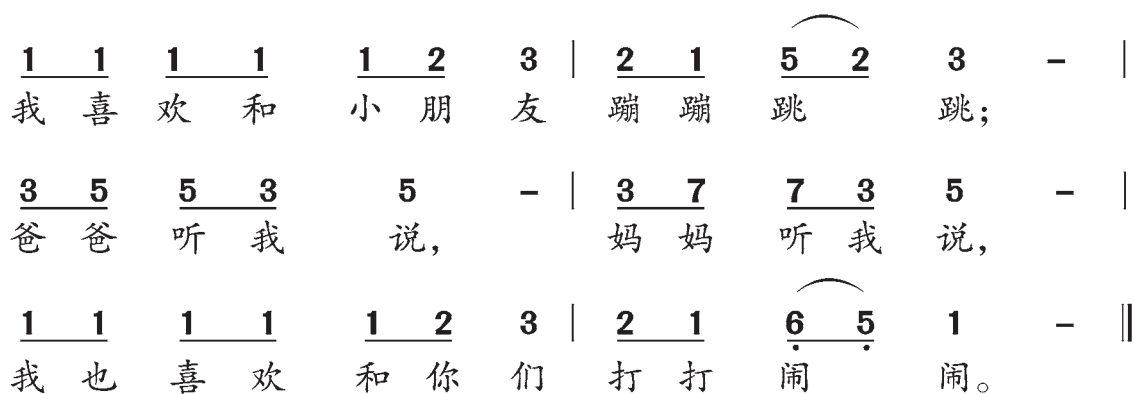 1 1 1 1 1 2 3 | 2 1 5 2 3 - |
我 喜 欢 和 小 朋 友 蹦 蹦 跳 跳;
3 5 5 3 5 - | 3 7 7 3 5 - |
爸 爸 听 我 说, 妈 妈 听 我 说,
1 1 1 1 1 2 3 | 2 1 6̣ 5̣ 1 - ‖
我 也 喜 欢 和 你 们 打 打 闹 闹。